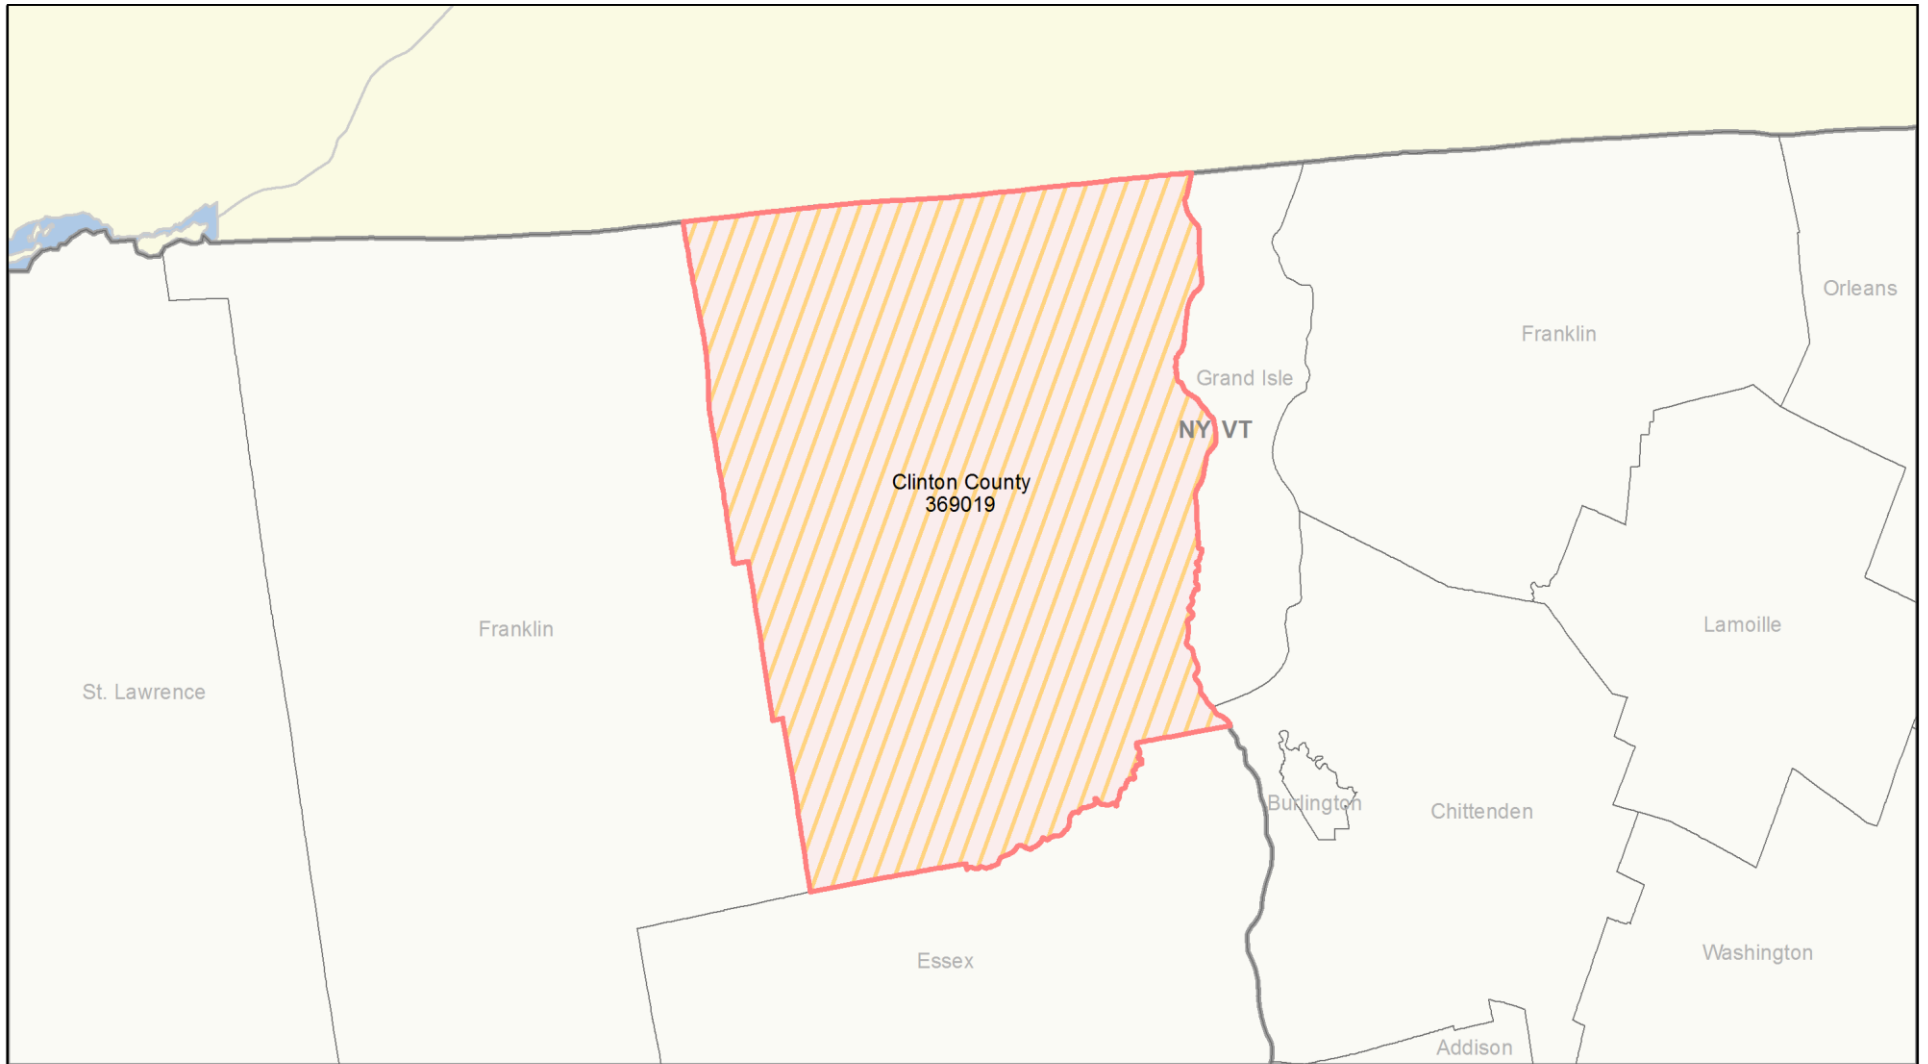 Orleans
Franklin
Grand Isle
NY VT
Clinton County
369019
Franklin
Lamoille
St. Lawrence
Burlington
Chittenden
Essex
Washington
Addison